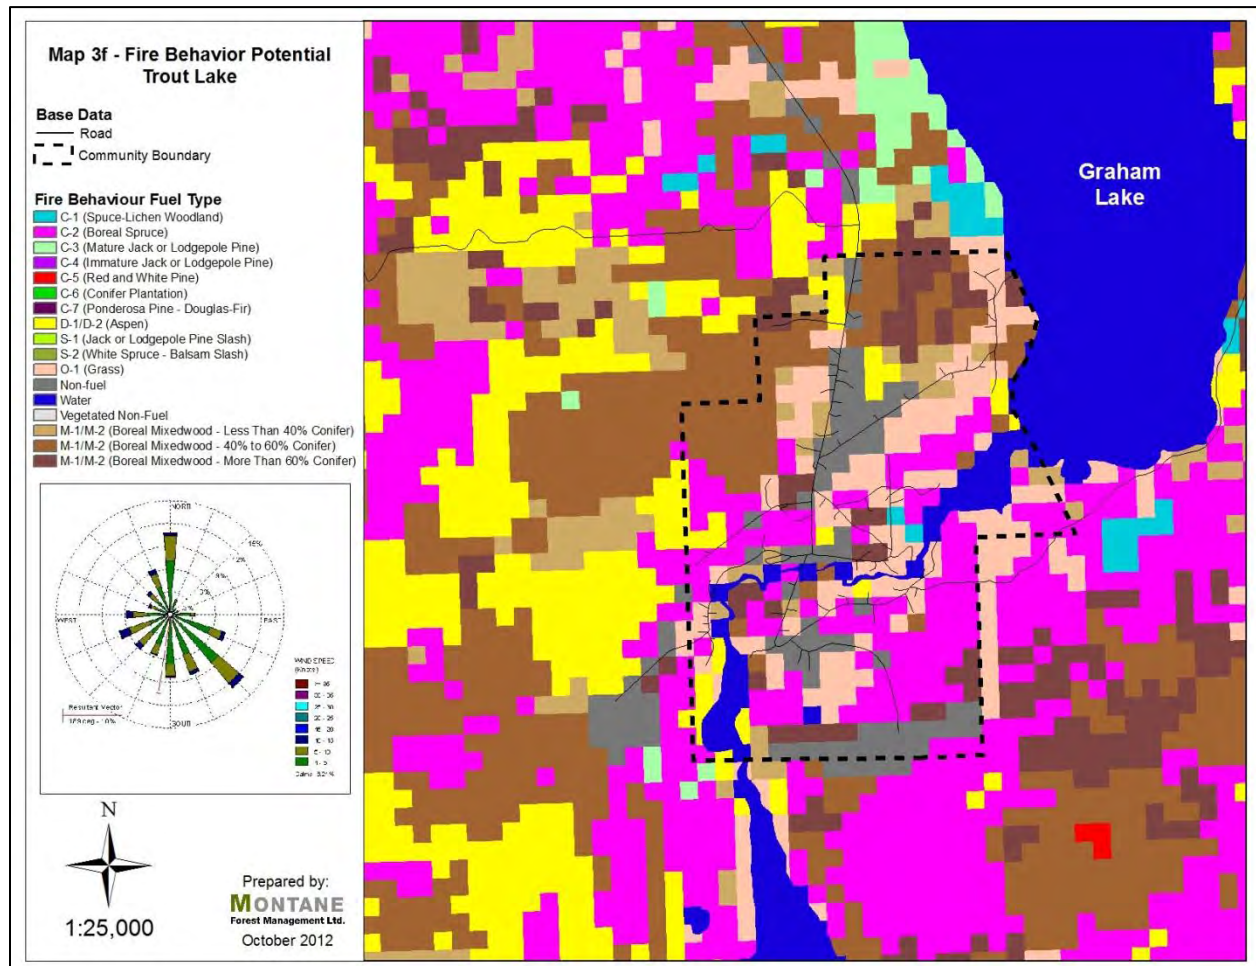 Map 3f - Fire Behavior Potential
Trout Lake
Base Data
Road
Community Boundary
Fire Behaviour Fuel Type
C-1 (Spuce-Lichen Woodland)
C-2 (Boreal Spruce)
C-3 (Mature Jack or Lodgepole Pine)
C-4 (Immature Jack or Lodgepole Pine)
C-5 (Red and White Pine)
C-6 (Conifer Plantation)
C-7 (Ponderosa Pine - Douglas-Fir)
D-1/D-2 (Aspen)
S-1 (Jack or Lodgepole Pine Slash)
S-2 (White Spruce - Balsam Slash)
O-1 (Grass)
Non-fuel
Water
Vegetated Non-Fuel
M-1/M-2 (Boreal Mixedwood - Less Than 40% Conifer)
M-1/M-2 (Boreal Mixedwood - 40% to 60% Conifer)
M-1/M-2 (Boreal Mixedwood - More Than 60% Conifer)
NORTH
15%
9%
WEST
EAST
SOUTH
WIND SPEED
(Knots)
Resultant Vector
N
1:25,000
Prepared by:
MONTANE
Forest Management Ltd.
October 2012
Graham
Lake